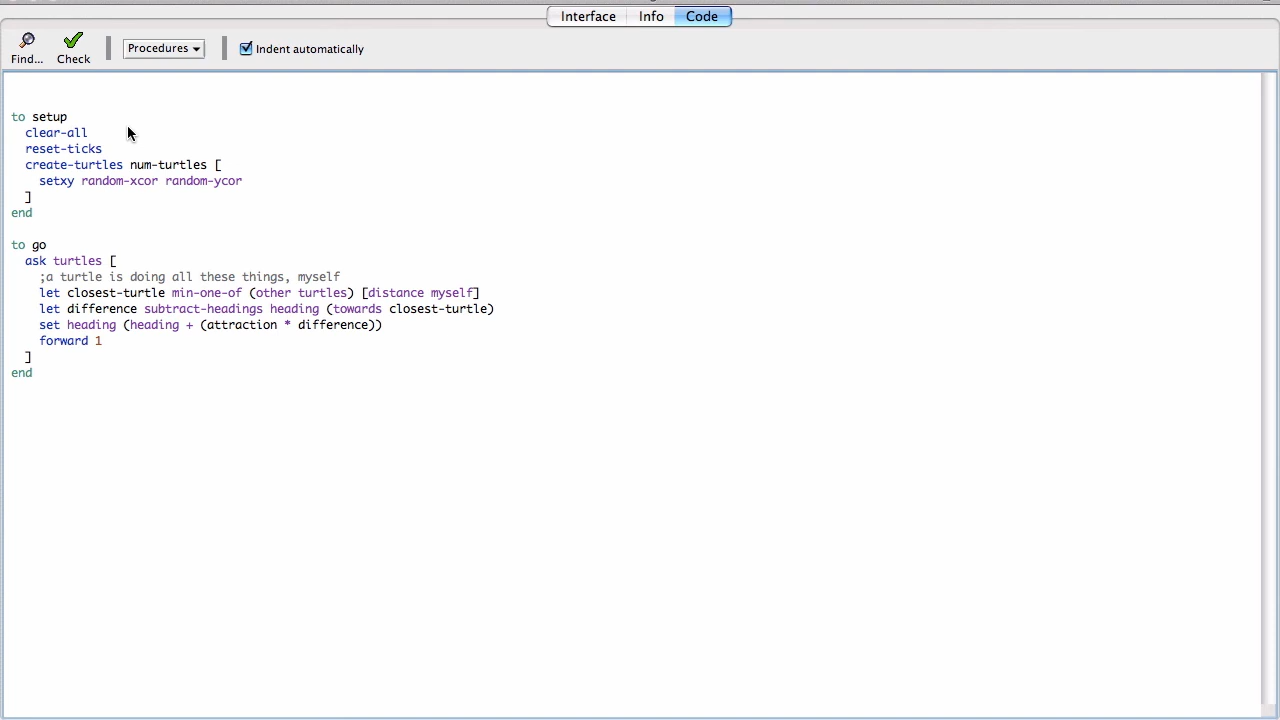 Interface Info Code
Find... Check Procedures Indent automatically
to setup
  clear-all
  reset-ticks
  create-turtles num-turtles [
    setxy random-xcor random-ycor
  ]
end

to go
  ask turtles [
    ;a turtle is doing all these things, myself
    let closest-turtle min-one-of (other turtles) [distance myself]
    let difference subtract-headings heading (towards closest-turtle)
    set heading (heading + (attraction * difference))
    forward 1
  ]
end